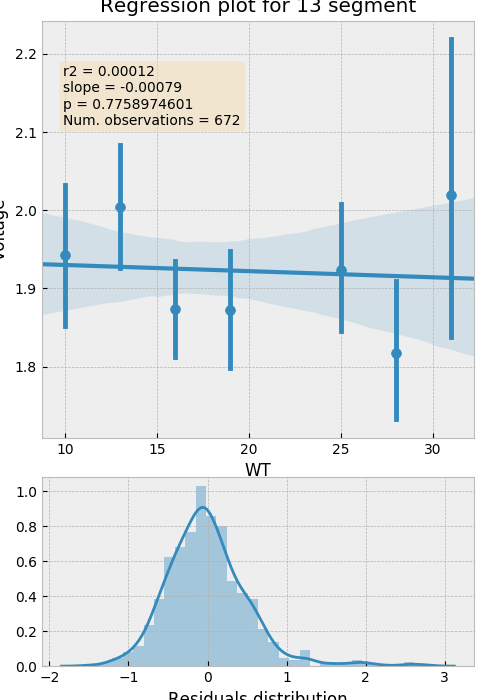 Regression plot for 13 segment
2.2
r2 = 0.00012
slope = -0.00079
p = 0.7758974601
Num. observations = 672
2.1
2.0
Voltage
1.9
1.8
10 15 20 25 30
WT
1.0
0.8
0.6
0.4
0.2
0.0
−2 −1 0 1 2 3
Residuals distribution